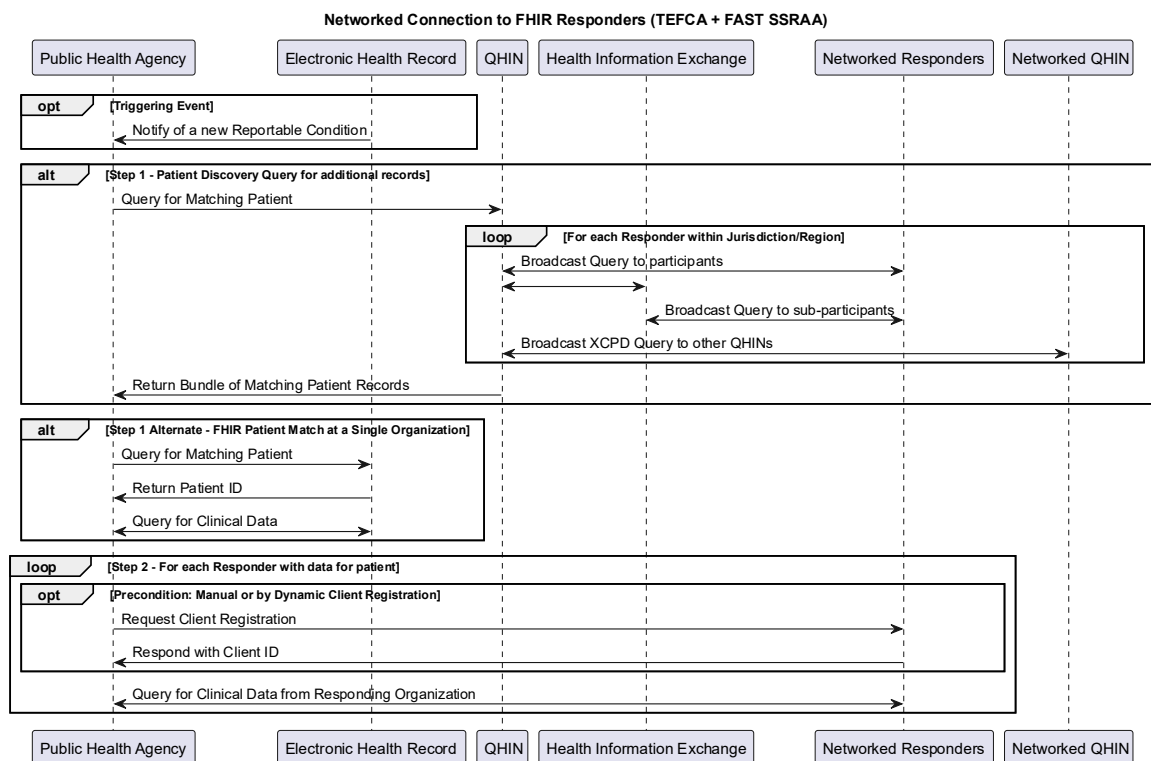 Networked Connection to FHIR Responders (TEFCA + FAST SSRAA)
Public Health Agency
Electronic Health Record
QHIN
Health Information Exchange
Networked Responders
Networked QHIN
opt
[Triggering Event]
Notify of a new Reportable Condition
alt
[Step 1 - Patient Discovery Query for additional records]
Query for Matching Patient
loop
[For each Responder within Jurisdiction/Region]
Broadcast Query to participants
Broadcast Query to sub-participants
Broadcast XCPD Query to other QHINs
Return Bundle of Matching Patient Records
alt
[Step 1 Alternate - FHIR Patient Match at a Single Organization]
Query for Matching Patient
Return Patient ID
Query for Clinical Data
loop
[Step 2 - For each Responder with data for patient]
opt
[Precondition: Manual or by Dynamic Client Registration]
Request Client Registration
Respond with Client ID
Query for Clinical Data from Responding Organization
Public Health Agency
Electronic Health Record
QHIN
Health Information Exchange
Networked Responders
Networked QHIN